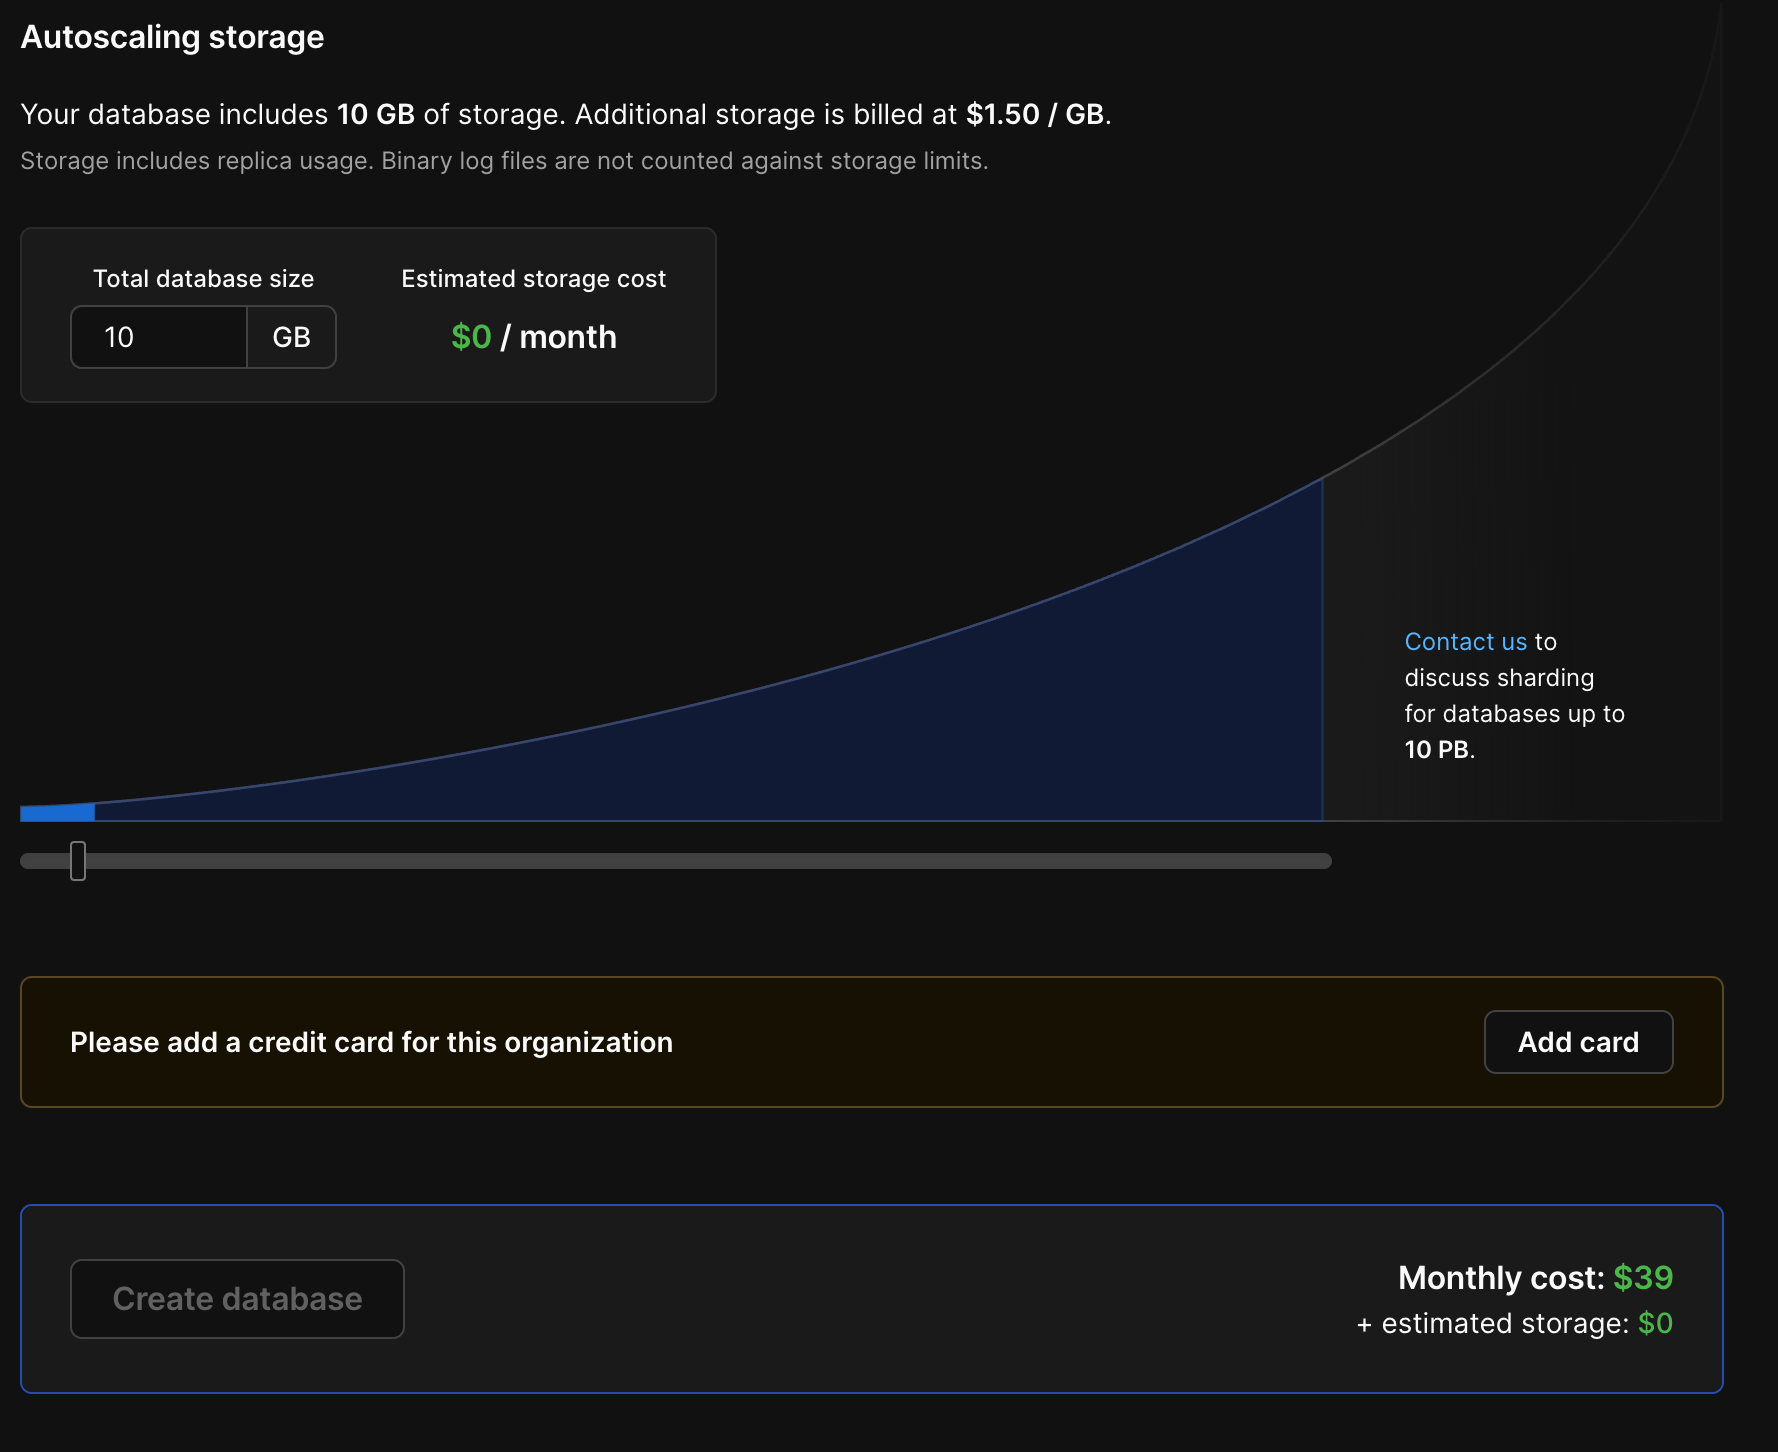 Autoscaling storage
Your database includes 10 GB of storage. Additional storage is billed at $1.50 / GB.
Storage includes replica usage. Binary log files are not counted against storage limits.
Total database size
10 GB
Estimated storage cost
$0 / month
Contact us to
discuss sharding
for databases up to
10 PB.
Please add a credit card for this organization
Add card
Create database
Monthly cost: $39
+ estimated storage: $0